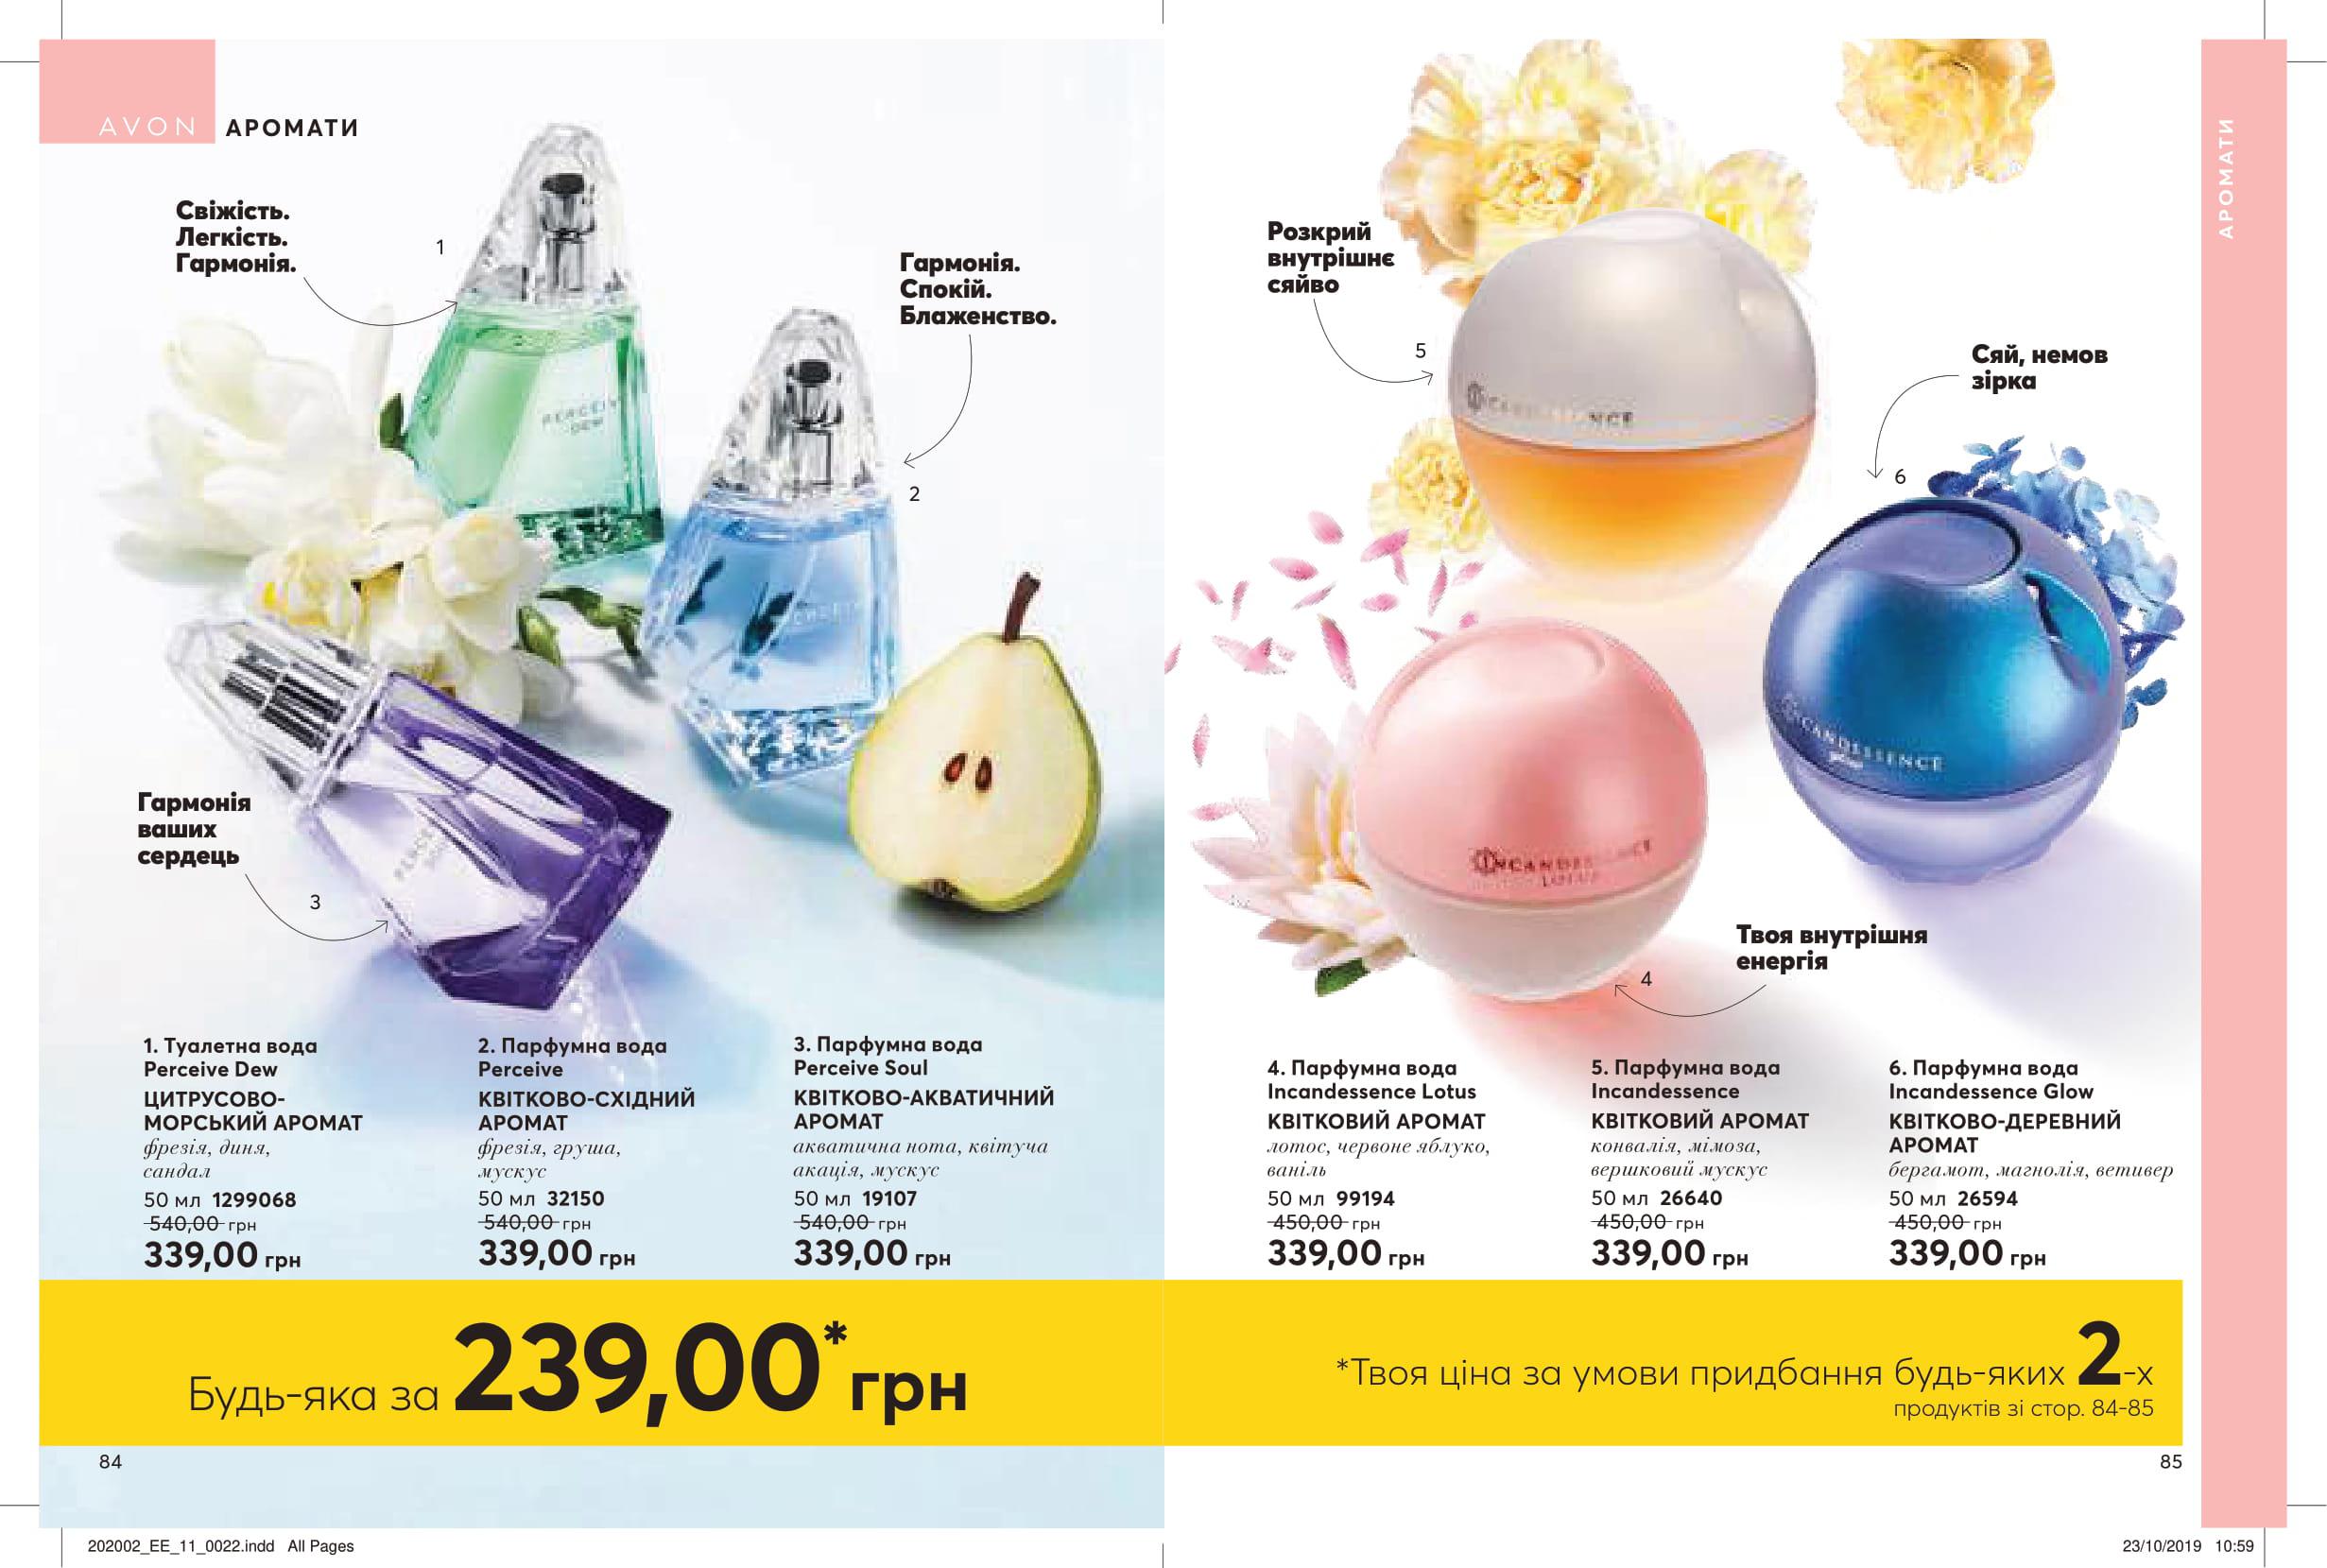 AVON АРОМАТИ
Свіжість.
Легкість.
Гармонія.
1
Гармонія.
Спокій.
Блаженство.
2
PERCEIVE
DEW
Гармонія
ваших
сердець
3
1. Туалетна вода
Perceive Dew
ЦИТРУСОВО-
МОРСЬКИЙ АРОМАТ
фрезія, диня,
сандал
50 мл 1299068
540,00 грн
339,00 грн
2. Парфумна вода
Perceive
КВІТКОВО-СХІДНИЙ
АРОМАТ
фрезія, груша,
мускус
50 мл 32150
540,00 грн
339,00 грн
3. Парфумна вода
Perceive Soul
КВІТКОВО-АКВАТИЧНИЙ
АРОМАТ
акватична нота, квітуча
акація, мускус
50 мл 19107
540,00 грн
339,00 грн
Будь-яка за 239,00* грн
84
АРОМАТИ
Розкрий
внутрішнє
сяйво
5
INCANDESSENCE
Сяй, немов
зірка
6
INCANDESSENCE
glow
INCANDESSENCE
LOTUS
Твоя внутрішня
енергія
4
4. Парфумна вода
Incandessence Lotus
КВІТКОВИЙ АРОМАТ
лотос, червоне яблуко,
ваніль
50 мл 99194
450,00 грн
339,00 грн
5. Парфумна вода
Incandessence
КВІТКОВИЙ АРОМАТ
конвалія, мімоза,
вершковий мускус
50 мл 26640
450,00 грн
339,00 грн
6. Парфумна вода
Incandessence Glow
КВІТКОВО-ДЕРЕВНИЙ
АРОМАТ
бергамот, магнолія, ветивер
50 мл 26594
450,00 грн
339,00 грн
*Твоя ціна за умови придбання будь-яких 2-х
продуктів зі стор. 84-85
85
202002_EE_11_0022.indd All Pages
23/10/2019 10:59